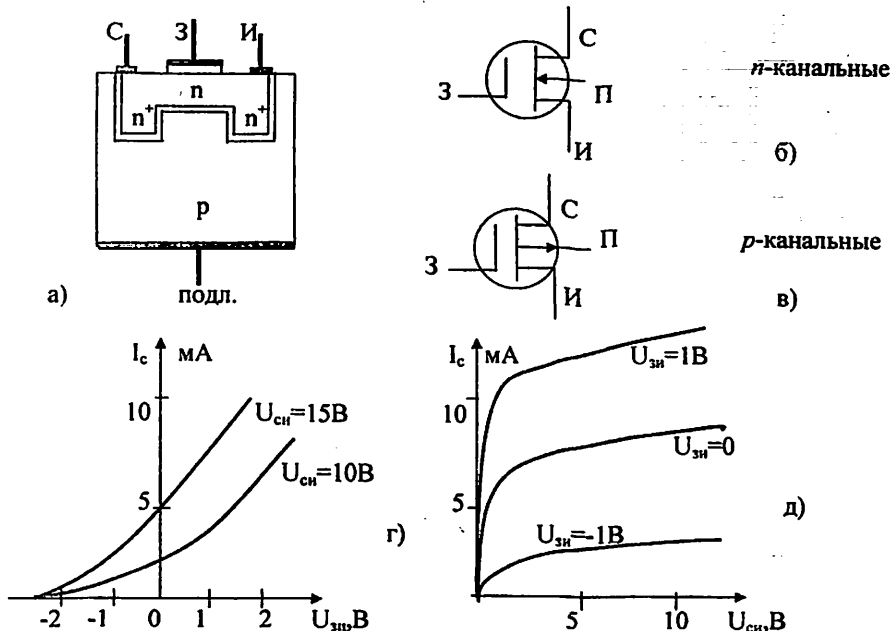 С З И
n
n⁺ n⁺
p
а) подл.
С
З П
И
n-канальные
б)
С
З П
И
p-канальные
в)
I_c мА
10
5
U_си=15В
U_си=10В
-2 -1 0 1 2 U_зи,В
г)
I_c мА
10
5
U_зи=1В
U_зи=0
U_зи=-1В
5 10 U_си,В
д)